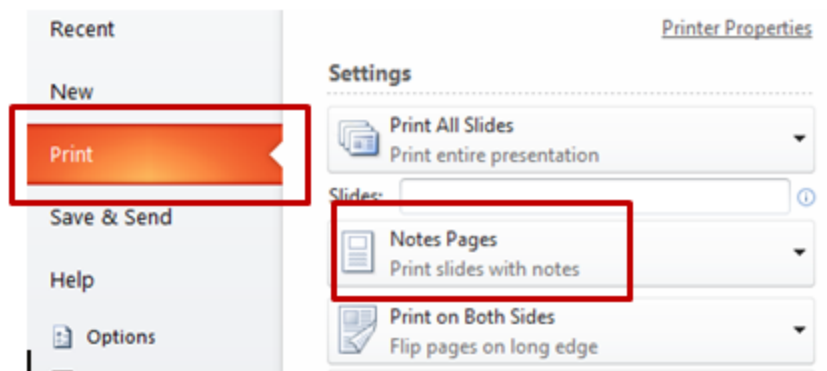 Recent
New
Print
Save & Send
Help
Options
Printer Properties
Settings
Print All Slides
Print entire presentation
Slides:
Notes Pages
Print slides with notes
Print on Both Sides
Flip pages on long edge